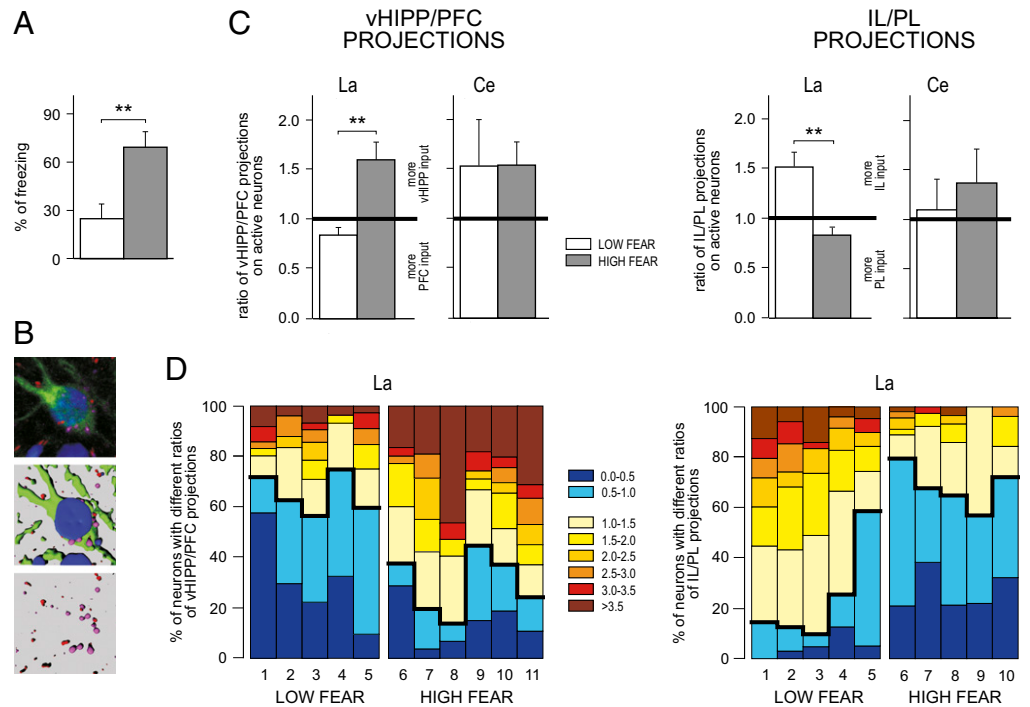 A
% of freezing
90
60
30
0
**
B
C
vHIPP/PFC
PROJECTIONS
La
Ce
ratio of vHIPP/PFC projections
on active neurons
2.0
1.5
1.0
0.5
0.0
**
more
vHIPP input
more
PFC input
LOW FEAR
HIGH FEAR
IL/PL
PROJECTIONS
La
Ce
ratio of IL/PL projections
on active neurons
2.0
1.5
1.0
0.5
0.0
**
more
IL input
more
PL input
D
La
% of neurons with different ratios
of vHIPP/PFC projections
100
80
60
40
20
0
1 2 3 4 5 6 7 8 9 10 11
LOW FEAR HIGH FEAR
0.0-0.5
0.5-1.0
1.0-1.5
1.5-2.0
2.0-2.5
2.5-3.0
3.0-3.5
>3.5
La
% of neurons with different ratios
of IL/PL projections
100
80
60
40
20
0
1 2 3 4 5 6 7 8 9 10
LOW FEAR HIGH FEAR